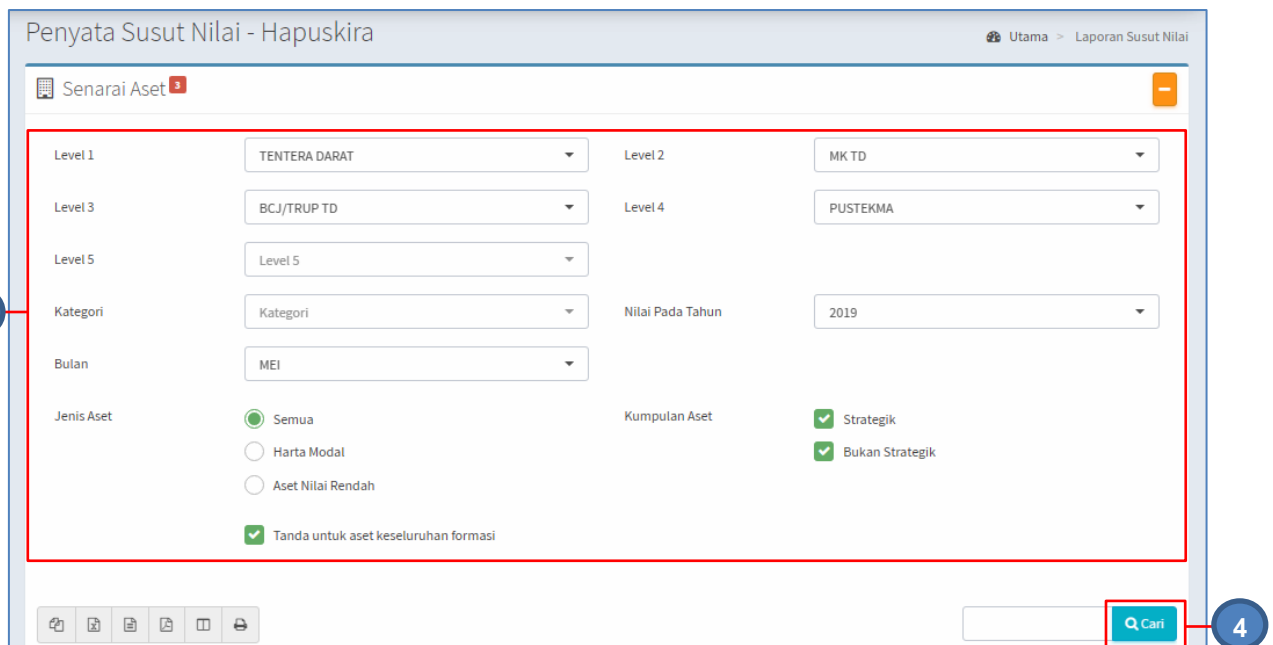 Penyata Susut Nilai - Hapuskira
Utama > Laporan Susut Nilai
Senarai Aset 3
Level 1 TENTERA DARAT Level 2 MK TD
Level 3 BCJ/TRUP TD Level 4 PUSTEKMA
Level 5 Level 5
Kategori Kategori Nilai Pada Tahun 2019
Bulan MEI
Jenis Aset Semua Kumpulan Aset Strategik
Harta Modal Bukan Strategik
Aset Nilai Rendah
Tanda untuk aset keseluruhan formasi
Cari 4